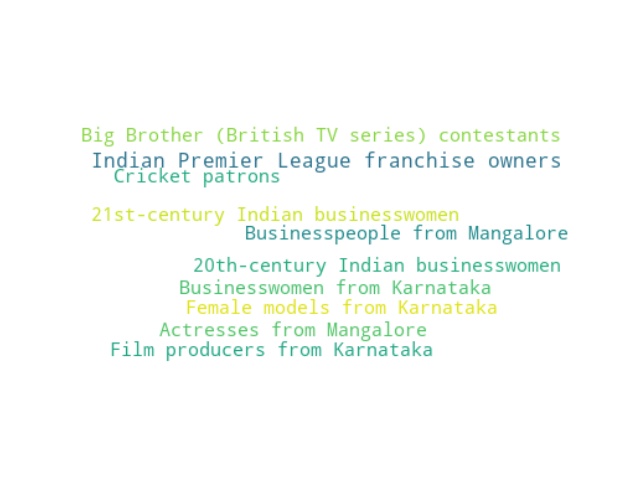 Big Brother (British TV series) contestants
Indian Premier League franchise owners
Cricket patrons
21st-century Indian businesswomen
Businesspeople from Mangalore
20th-century Indian businesswomen
Businesswomen from Karnataka
Female models from Karnataka
Actresses from Mangalore
Film producers from Karnataka